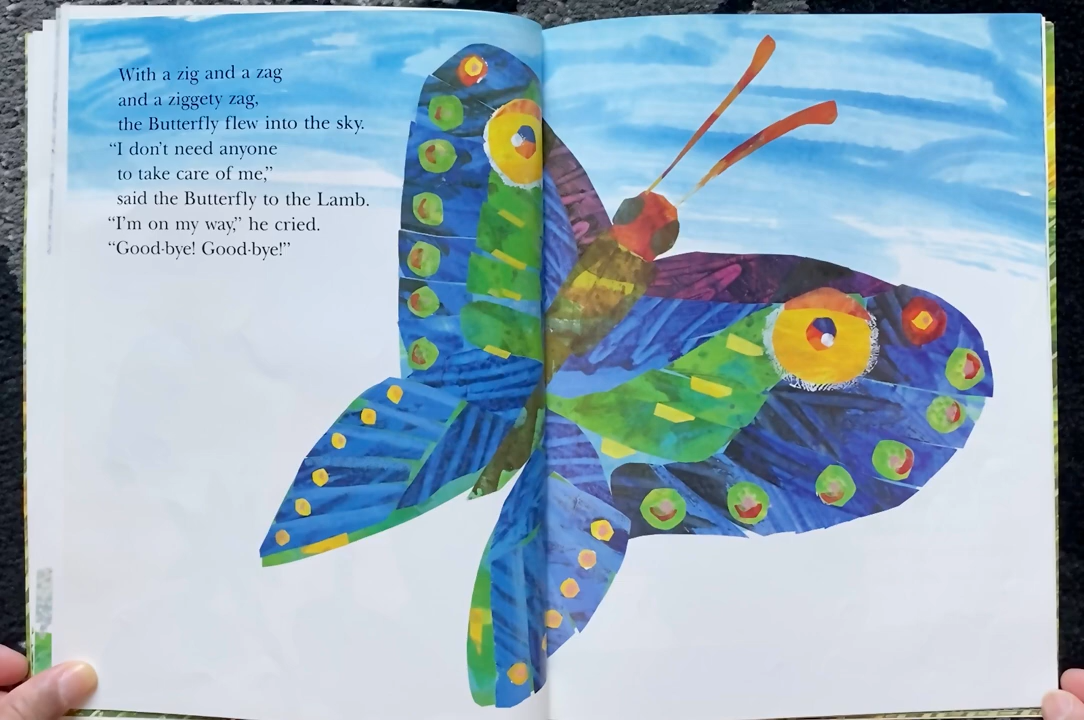 With a zig and a zag
and a ziggety zag,
the Butterfly flew into the sky.
“I don’t need anyone
to take care of me,”
said the Butterfly to the Lamb.
“I’m on my way,” he cried.
“Good-bye! Good-bye!”